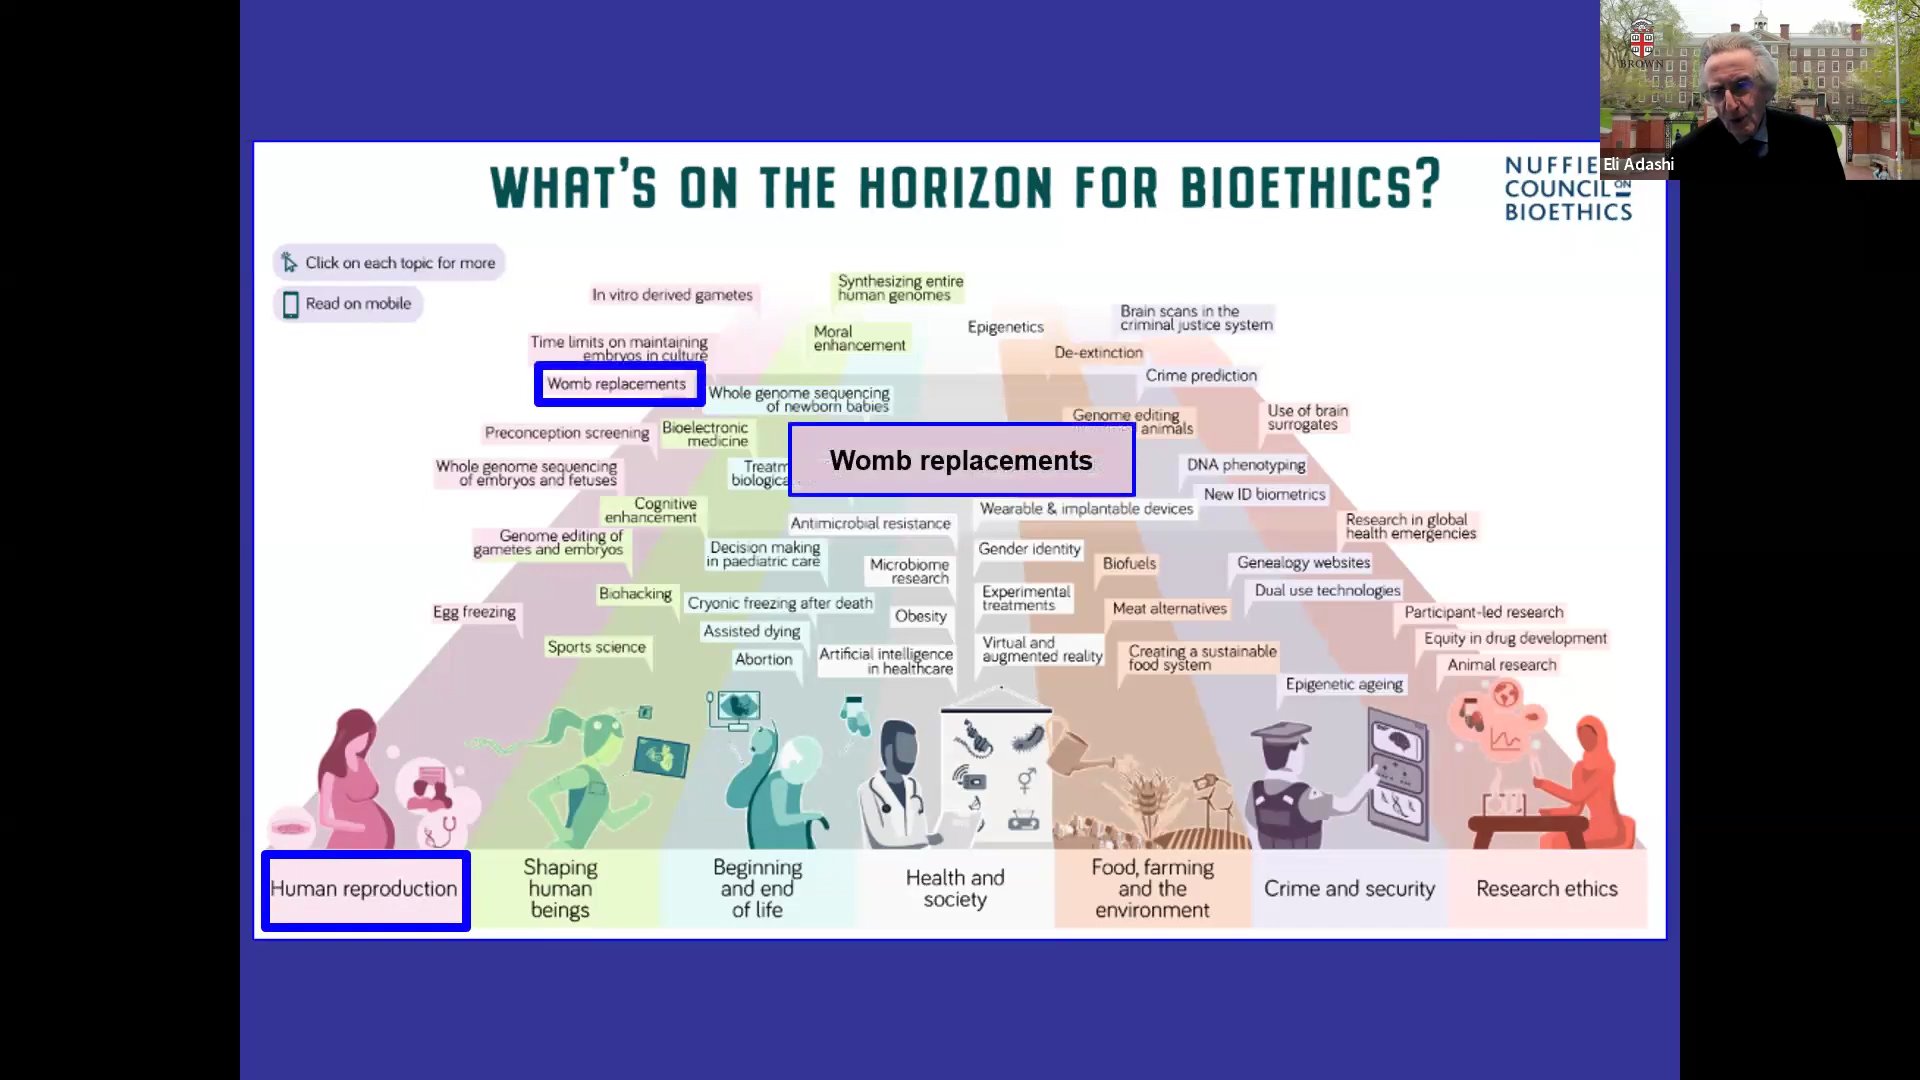 BROWN
Eli Adashi
WHAT'S ON THE HORIZON FOR BIOETHICS?
NUFFIE
COUNCIL ON
BIOETHICS
Click on each topic for more
Read on mobile
In vitro derived gametes
Synthesizing entire
human genomes
Brain scans in the
criminal justice system
Epigenetics
Moral
enhancement
Time limits on maintaining
embryos in culture
De-extinction
Womb replacements
Crime prediction
Whole genome sequencing
of newborn babies
Genome editing
animals
Use of brain
surrogates
Preconception screening
Bioelectronic
medicine
Womb replacements
Whole genome sequencing
of embryos and fetuses
DNA phenotyping
New ID biometrics
Cognitive
enhancement
Wearable & implantable devices
Antimicrobial resistance
Research in global
health emergencies
Genome editing of
gametes and embryos
Decision making
in paediatric care
Gender identity
Microbiome
research
Biofuels
Genealogy websites
Dual use technologies
Biohacking
Cryonic freezing after death
Experimental
treatments
Egg freezing
Obesity
Meat alternatives
Participant-led research
Assisted dying
Equity in drug development
Sports science
Abortion
Artificial intelligence
in healthcare
Virtual and
augmented reality
Creating a sustainable
food system
Animal research
Epigenetic ageing
Human reproduction
Shaping
human
beings
Beginning
and end
of life
Health and
society
Food, farming
and the
environment
Crime and security
Research ethics